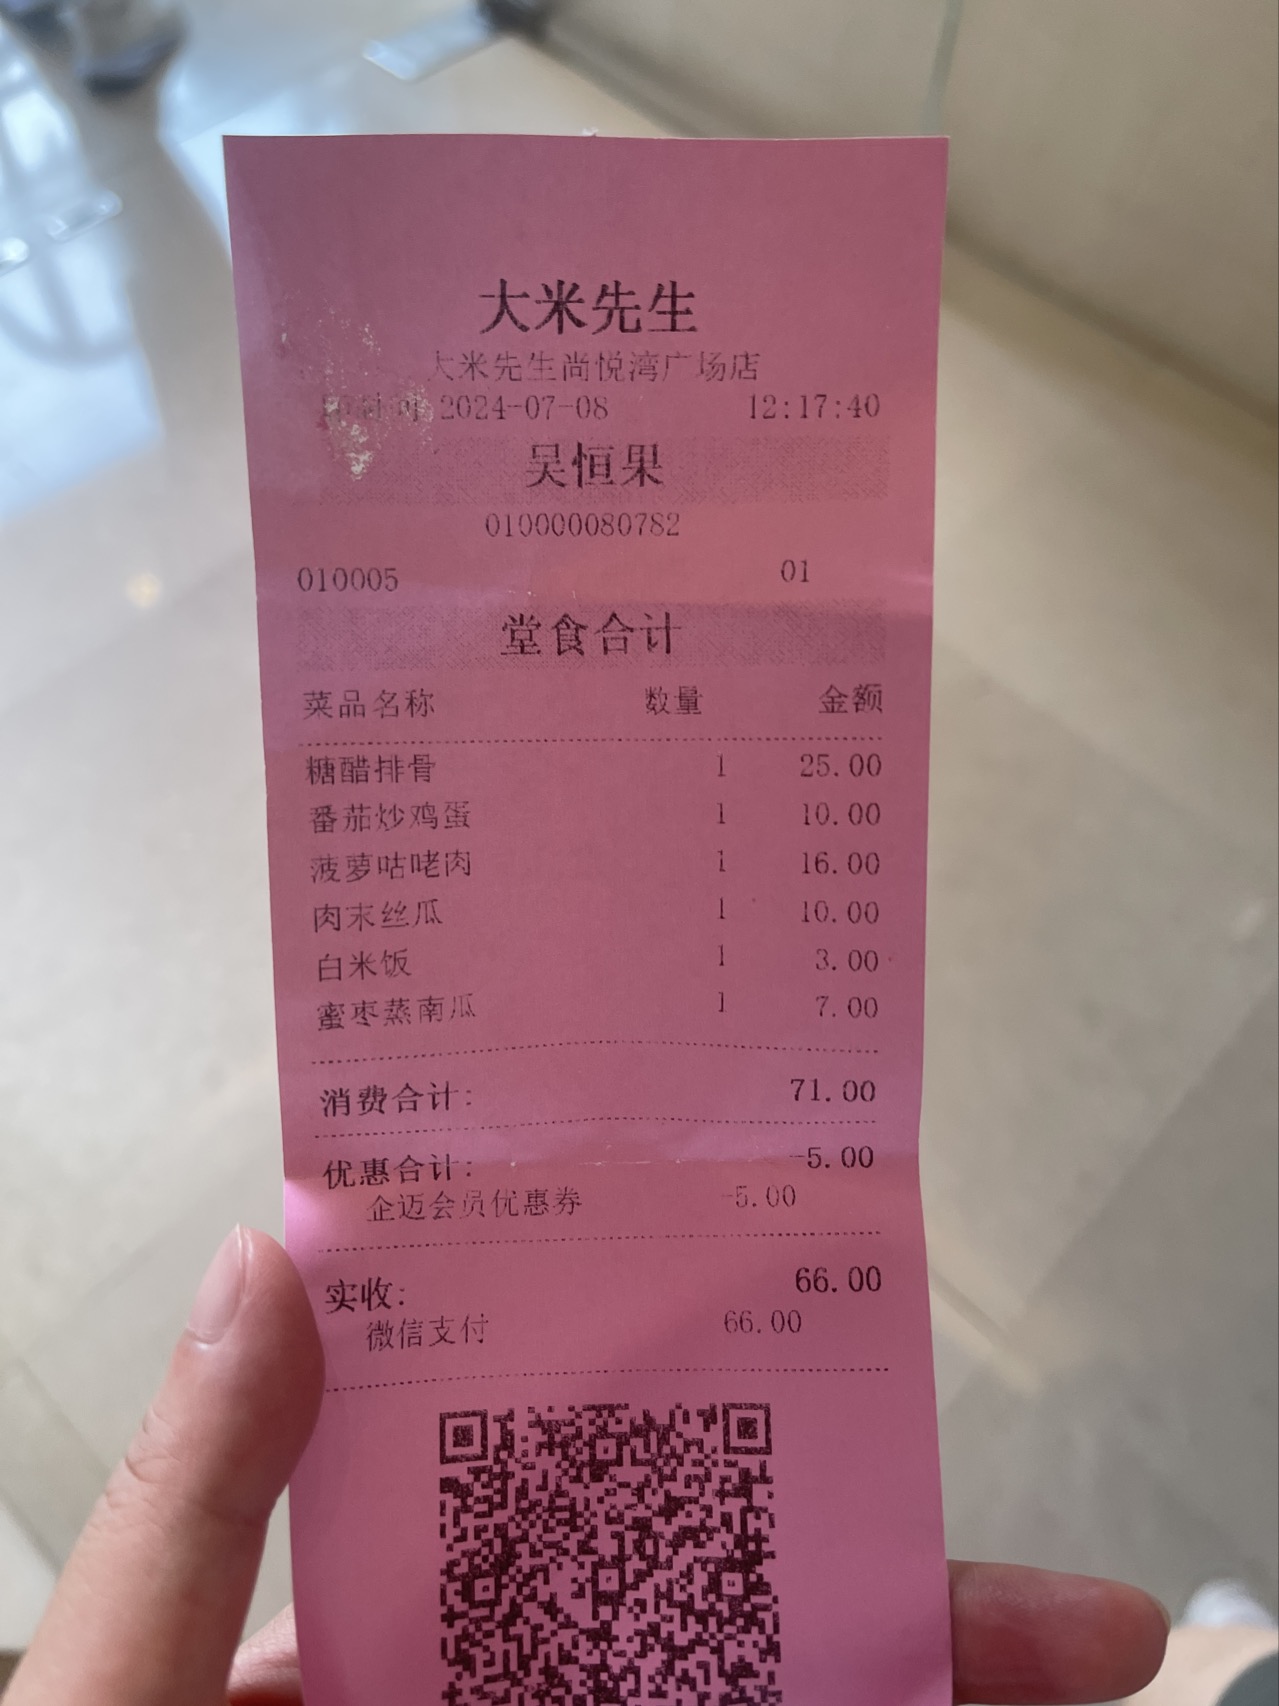 大米先生
大米先生尚悦湾广场店
2024-07-08 12:17:40
吴恒果
010000080782
010005 01
堂食合计
菜品名称 数量 金额
糖醋排骨 1 25.00
番茄炒鸡蛋 1 10.00
菠萝咕咾肉 1 16.00
肉末丝瓜 1 10.00
白米饭 1 3.00
蜜枣蒸南瓜 1 7.00
消费合计: 71.00
优惠合计: -5.00
企迈会员优惠券 -5.00
实收: 66.00
微信支付 66.00